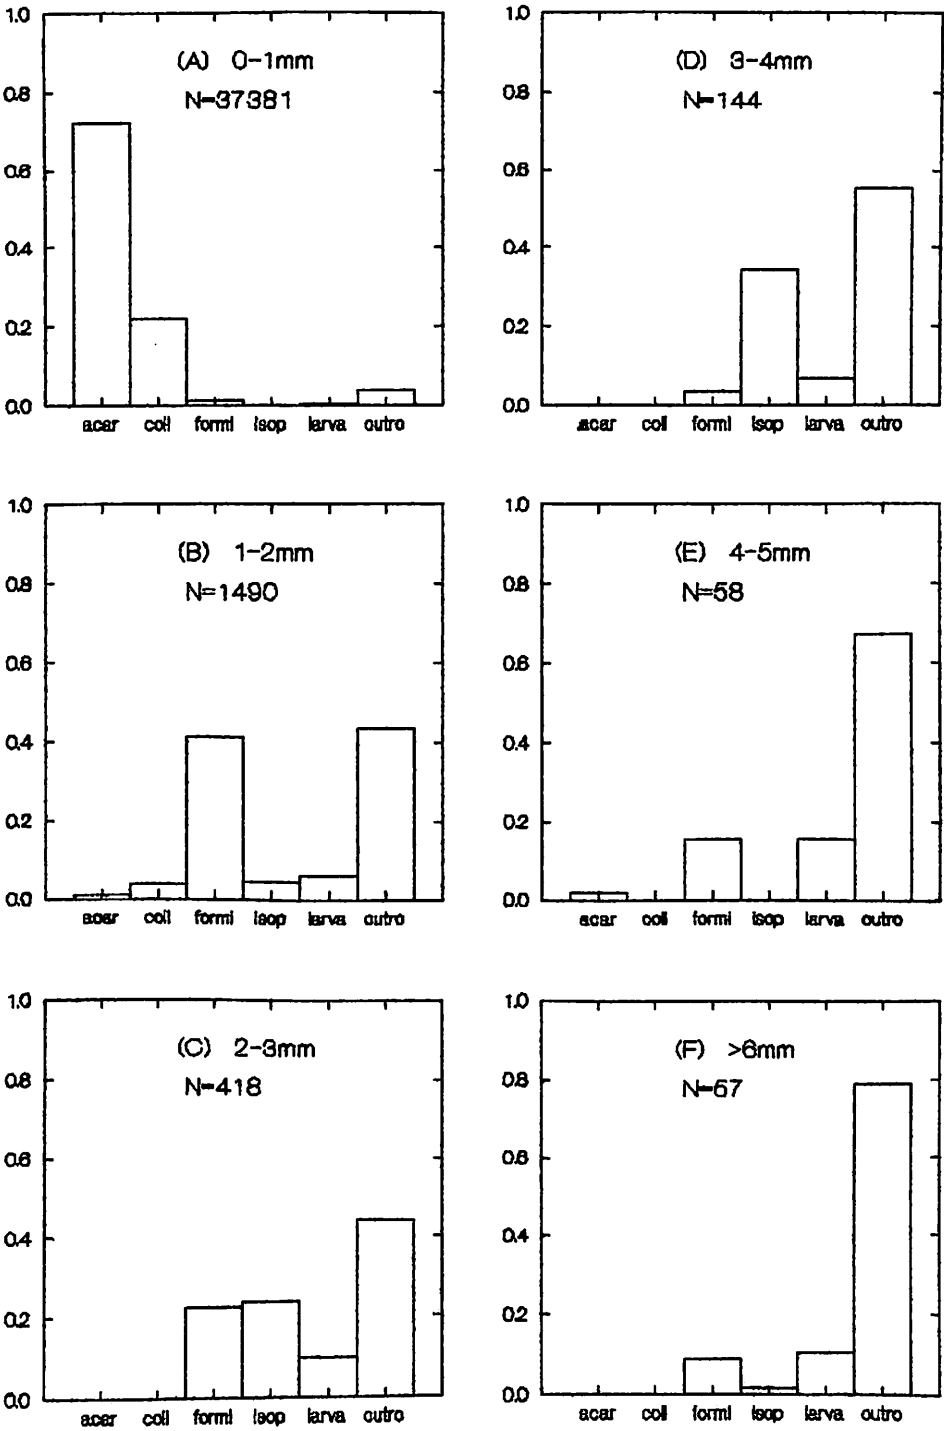 1.0
0.8
0.6
0.4
0.2
0.0
(A) 0-1mm
N=37381
acar coll formi isop larva outro
1.0
0.8
0.6
0.4
0.2
0.0
(D) 3-4mm
N=144
acar coll formi isop larva outro
1.0
0.8
0.6
0.4
0.2
0.0
(B) 1-2mm
N=1490
acar coll formi isop larva outro
1.0
0.8
0.6
0.4
0.2
0.0
(E) 4-5mm
N=58
acar coll formi isop larva outro
1.0
0.8
0.6
0.4
0.2
0.0
(C) 2-3mm
N=418
acar coll formi isop larva outro
1.0
0.8
0.6
0.4
0.2
0.0
(F) >6mm
N=67
acar coll formi isop larva outro